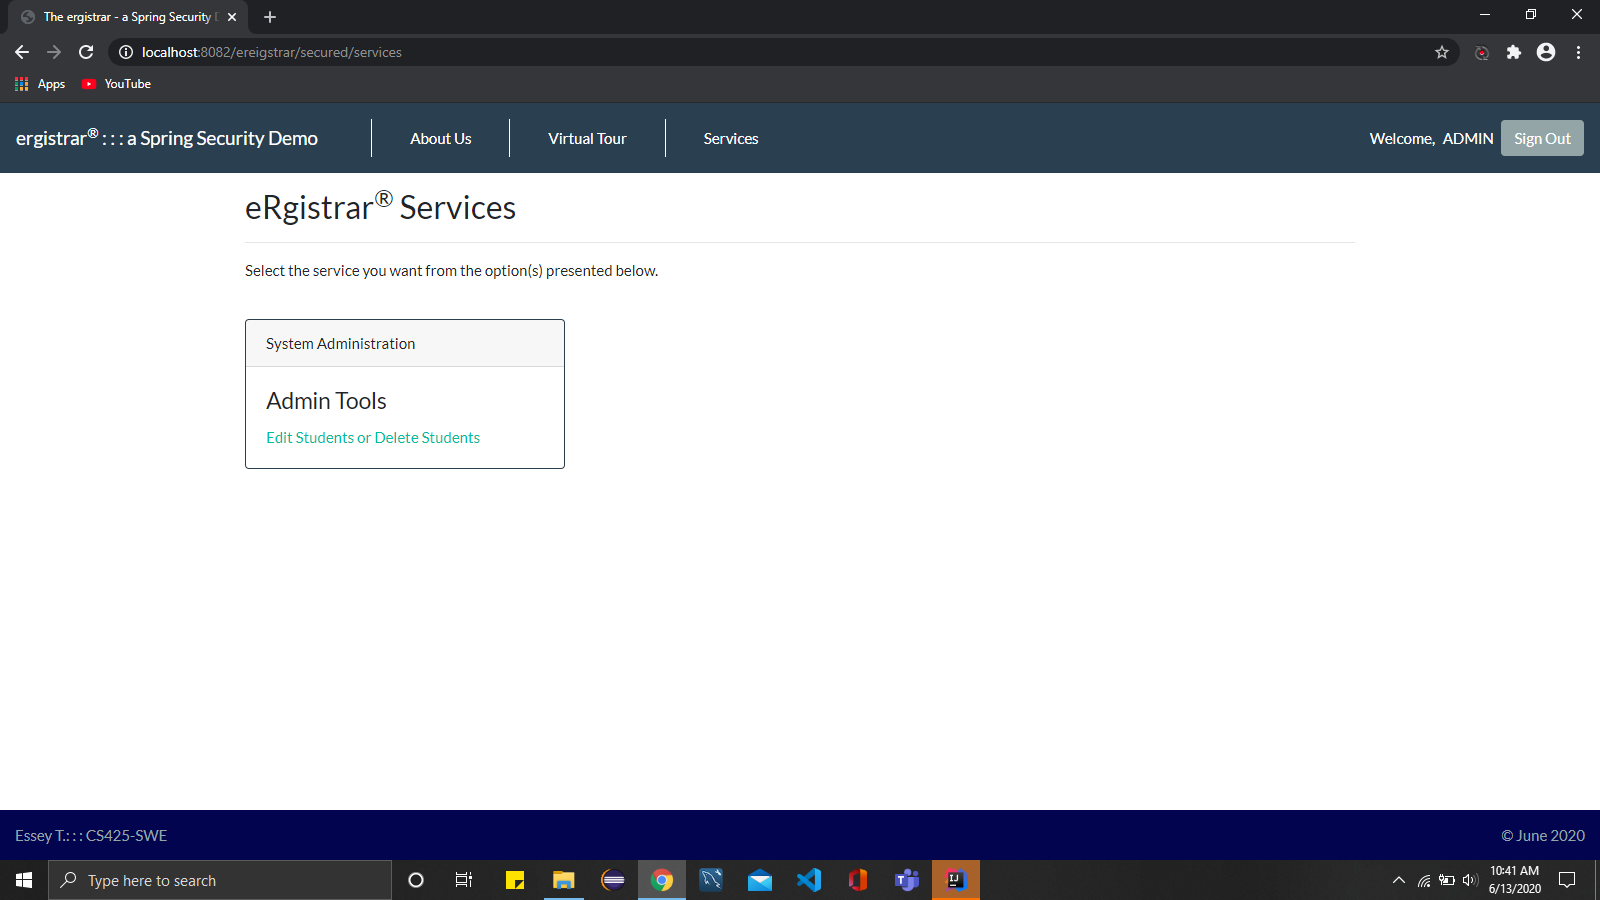 The ergistrar - a Spring Security
localhost:8082/ereigstrar/secured/services
Apps YouTube
ergistrar® : : : a Spring Security Demo About Us Virtual Tour Services Welcome, ADMIN Sign Out
eRgistrar® Services
Select the service you want from the option(s) presented below.
System Administration
Admin Tools
Edit Students or Delete Students
Essey T.: : : CS425-SWE © June 2020
Type here to search
10:41 AM
6/13/2020